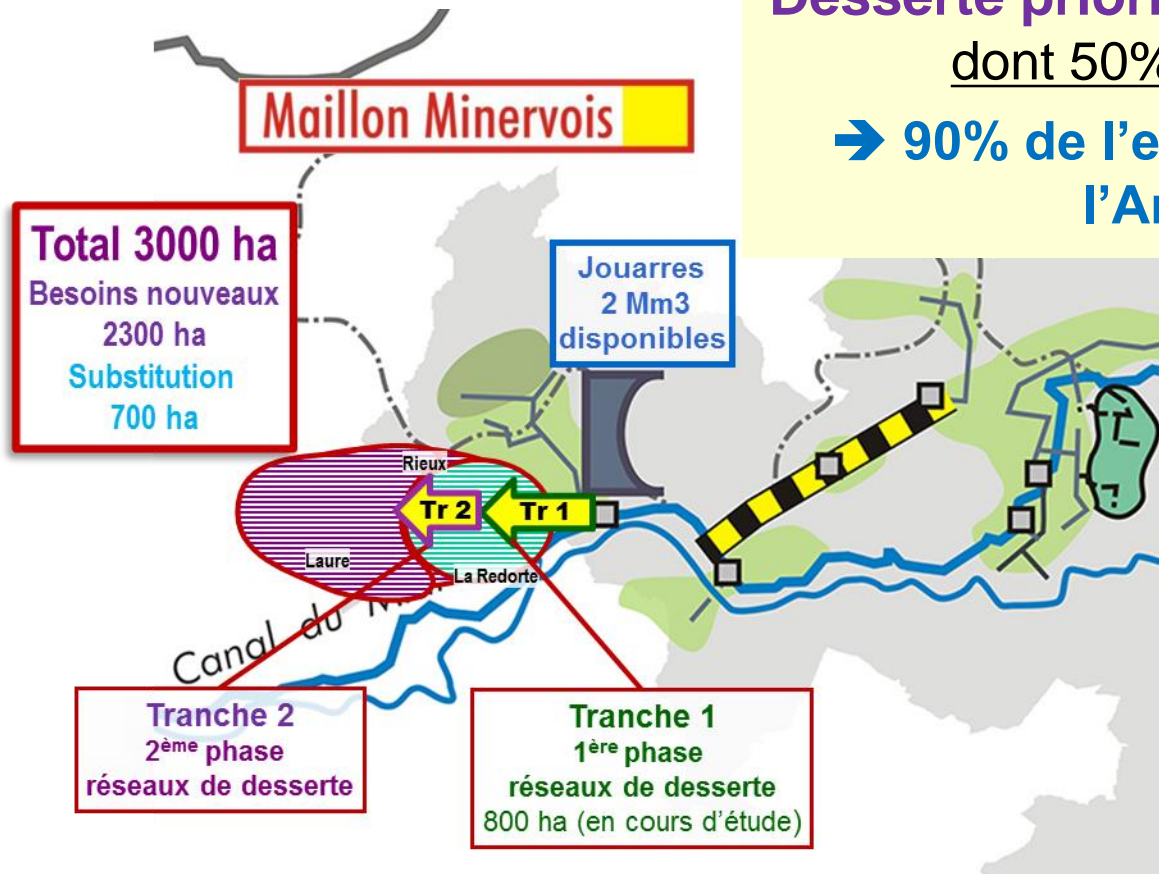 Desserte
dont 50%
➔ 90% de
Maillon Minervois
Total 3000 ha
Besoins nouveaux
2300 ha
Substitution
700 ha
Jouarres
2 Mm3
disponibles
Rieux
Tr 2
Tr 1
Laure
La Redorte
Canal du
Tranche 2
2ème phase
réseaux de desserte
Tranche 1
1ère phase
réseaux de desserte
800 ha (en cours d’étude)